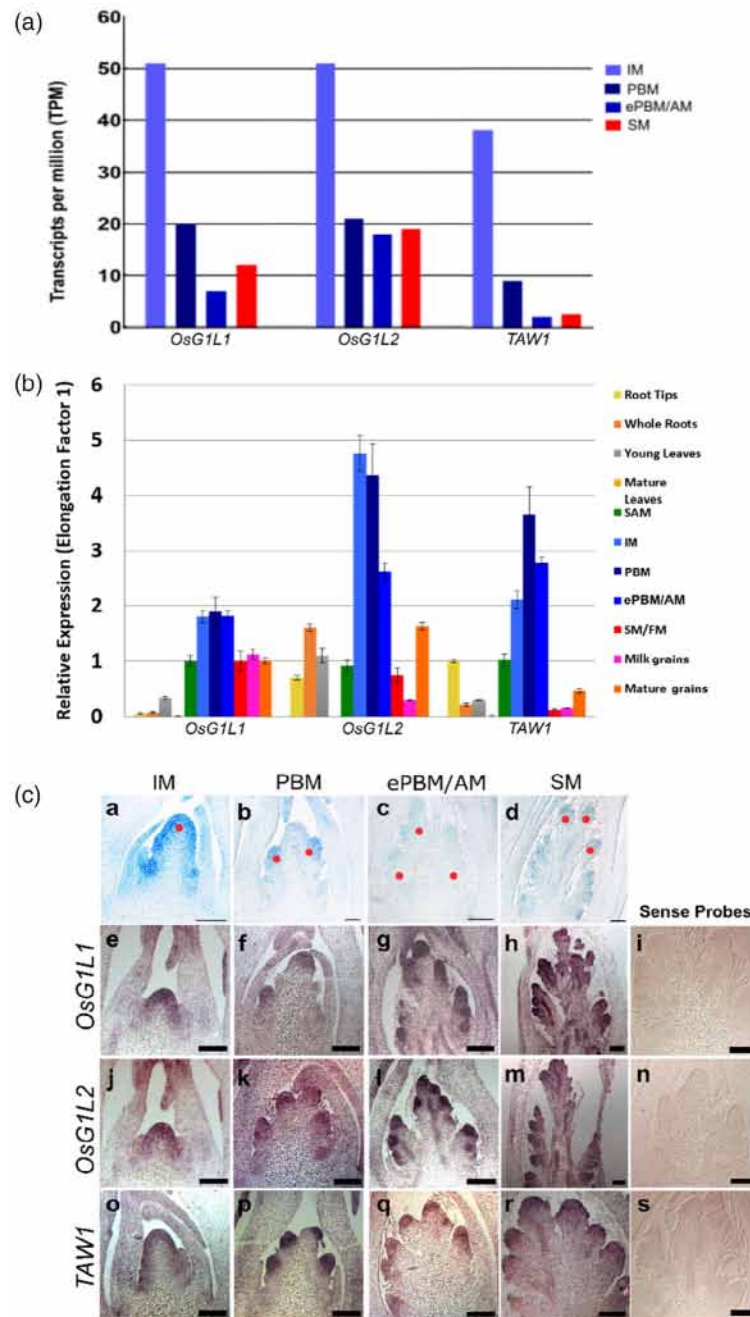 (a)
60
50
40
30
20
10
0
Transcripts per million (TPM)
OsG1L1 OsG1L2 TAW1
IM
PBM
ePBM/AM
SM
(b)
6
5
4
3
2
1
0
Relative Expression (Elongation Factor 1)
OsG1L1 OsG1L2 TAW1
Root Tips
Whole Roots
Young Leaves
Mature
Leaves
SAM
IM
PBM
ePBM/AM
SM/FM
Milk grains
Mature grains
(c)
IM PBM ePBM/AM SM
a b c d
Sense Probes
OsG1L1
e f g h i
OsG1L2
j k l m n
TAW1
o p q r s